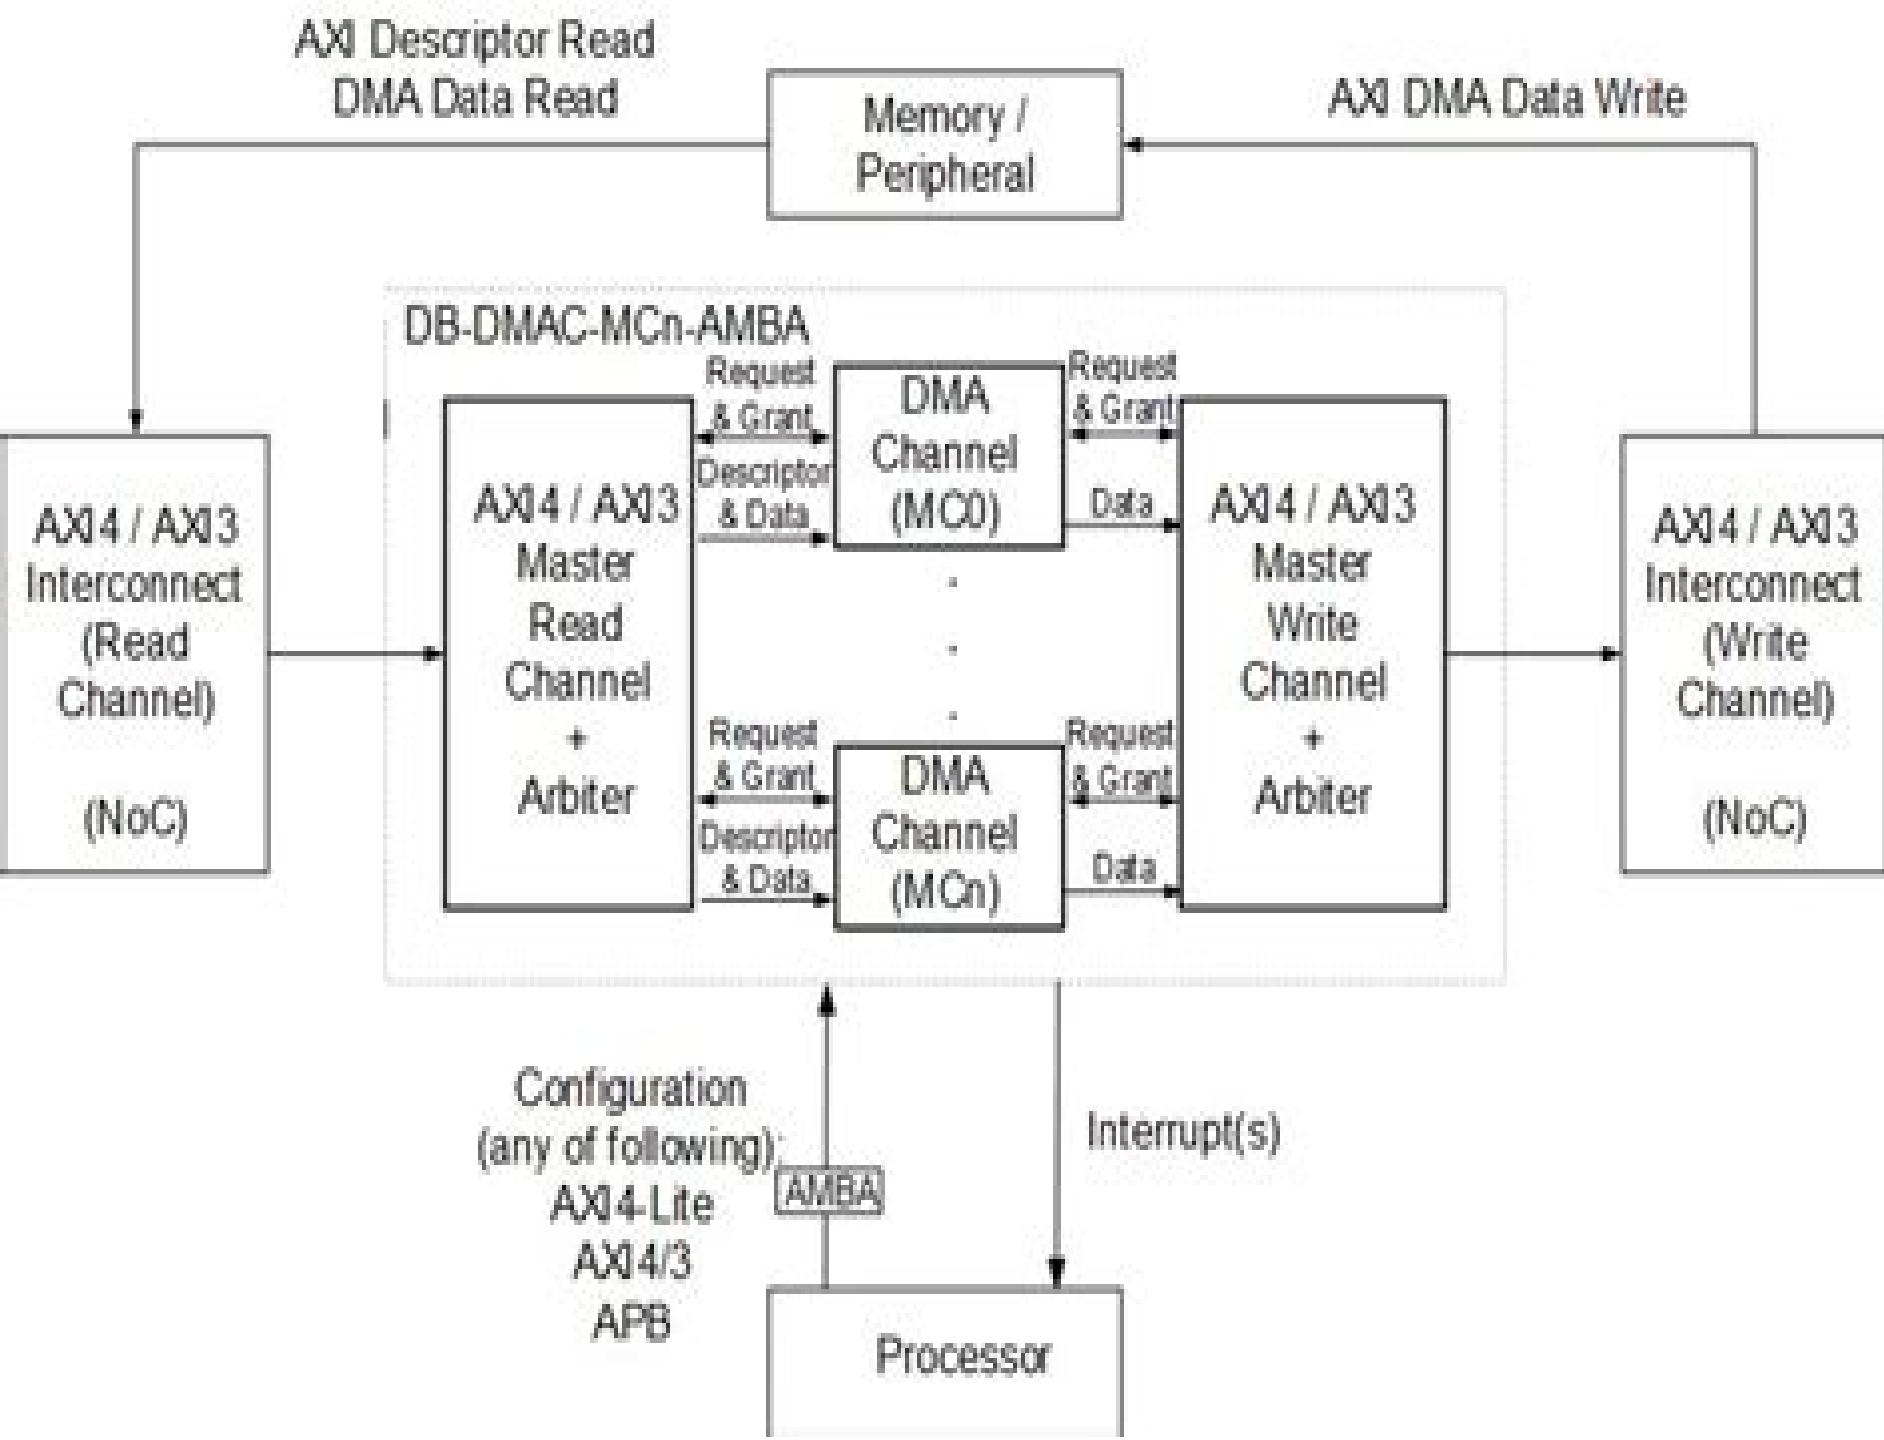 AXI Descriptor Read
DMA Data Read
Memory /
Peripheral
AXI DMA Data Write
DB-DMAC-MCn-AMBA
AXI4 / AXI3
Interconnect
(Read
Channel)
(NoC)
AXI4 / AXI3
Master
Read
Channel
+
Arbiter
Request
& Grant
Descriptor
& Data
DMA
Channel
(MC0)
Request
& Grant
Data
.
.
.
Request
& Grant
Descriptor
& Data
DMA
Channel
(MCn)
Request
& Grant
Data
AXI4 / AXI3
Master
Write
Channel
+
Arbiter
AXI4 / AXI3
Interconnect
(Write
Channel)
(NoC)
Configuration
(any of following):
AXI4-Lite
AXI4/3
APB
AMBA
Interrupt(s)
Processor